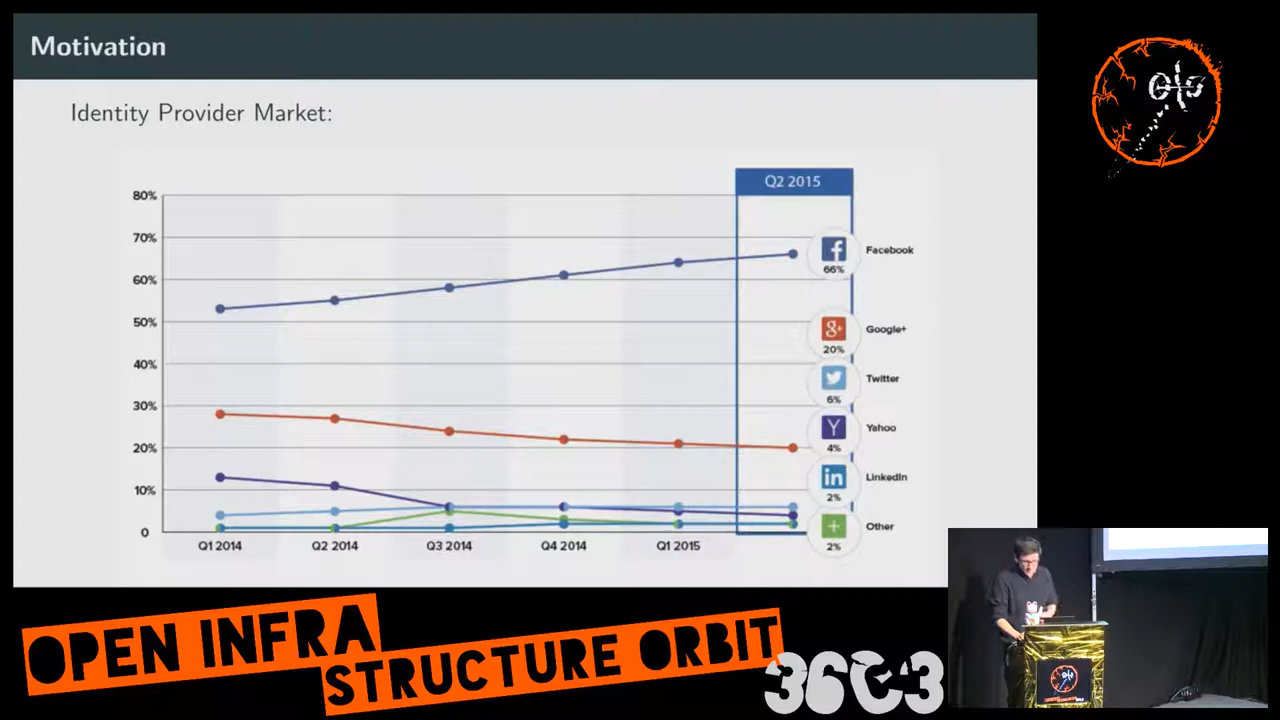 Motivation
Identity Provider Market:
Q2 2015
80%
70%
60%
50%
40%
30%
20%
10%
0
Q1 2014
Q2 2014
Q3 2014
Q4 2014
Q1 2015
Facebook
66%
Google+
20%
Twitter
6%
Yahoo
4%
LinkedIn
2%
Other
2%
OIO
OPEN INFRA
STRUCTURE ORBIT
36C3